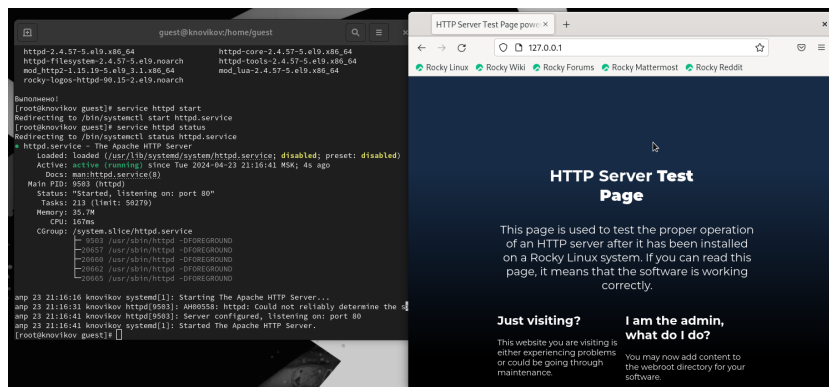 guest@knovikov:/home/guest
httpd-2.4.57-5.el9.x86_64 httpd-core-2.4.57-5.el9.x86_64
httpd-filesystem-2.4.57-5.el9.noarch httpd-tools-2.4.57-5.el9.x86_64
mod_http2-1.15.19-5.el9_3.1.x86_64 mod_lua-2.4.57-5.el9.x86_64
rocky-logos-httpd-90.15-2.el9.noarch
Выполнено!
[root@knovikov guest]# service httpd start
Redirecting to /bin/systemctl start httpd.service
[root@knovikov guest]# service httpd status
Redirecting to /bin/systemctl status httpd.service
● httpd.service - The Apache HTTP Server
Loaded: loaded (/usr/lib/systemd/system/httpd.service; disabled; preset: disabled)
Active: active (running) since Tue 2024-04-23 21:16:41 MSK; 4s ago
Docs: man:httpd.service(8)
Main PID: 9503 (httpd)
Status: "Started, listening on: port 80"
Tasks: 213 (limit: 50279)
Memory: 35.7M
CPU: 167ms
CGroup: /system.slice/httpd.service
├─ 9503 /usr/sbin/httpd -DFOREGROUND
├─20657 /usr/sbin/httpd -DFOREGROUND
├─20660 /usr/sbin/httpd -DFOREGROUND
├─20662 /usr/sbin/httpd -DFOREGROUND
└─20665 /usr/sbin/httpd -DFOREGROUND
апр 23 21:16:16 knovikov systemd[1]: Starting The Apache HTTP Server...
апр 23 21:16:31 knovikov httpd[9503]: AH00558: httpd: Could not reliably determine the s
апр 23 21:16:41 knovikov httpd[9503]: Server configured, listening on: port 80
апр 23 21:16:41 knovikov systemd[1]: Started The Apache HTTP Server.
[root@knovikov guest]#
HTTP Server Test Page powe
127.0.0.1
Rocky Linux Rocky Wiki Rocky Forums Rocky Mattermost Rocky Reddit
HTTP Server Test
Page
This page is used to test the proper operation
of an HTTP server after it has been installed
on a Rocky Linux system. If you can read this
page, it means that the software is working
correctly.
Just visiting?
This website you are visiting is
either experiencing problems
or could be going through
maintenance.
I am the admin,
what do I do?
You may now add content to
the webroot directory for your
software.